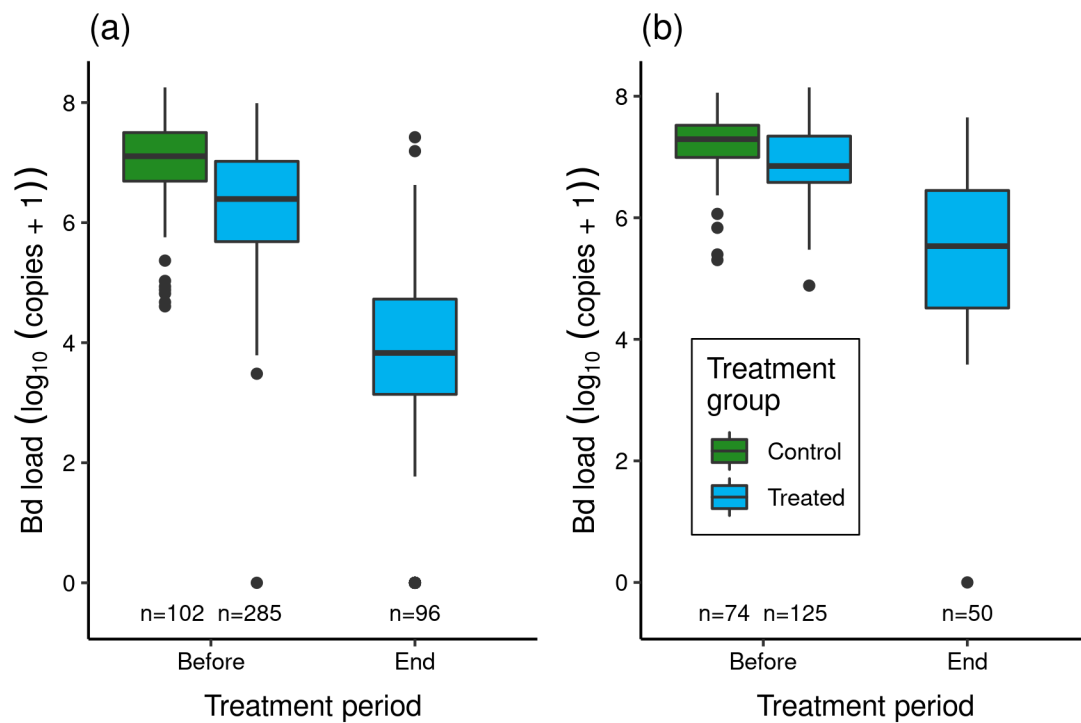 (a)
Bd load (log10 (copies + 1))
8
6
4
2
0
n=102 n=285 n=96
Before End
Treatment period
(b)
Bd load (log10 (copies + 1))
8
6
4
2
0
Treatment
group
Control
Treated
n=74 n=125 n=50
Before End
Treatment period